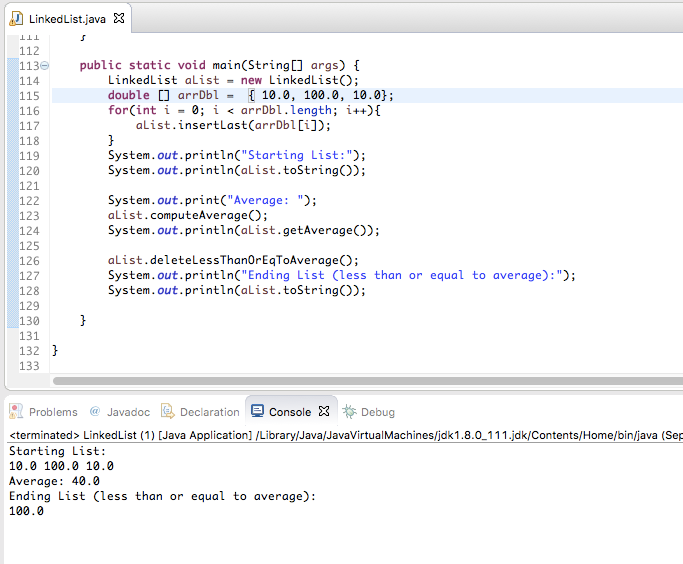 LinkedList.java
111 }
112
113 public static void main(String[] args) {
114 LinkedList aList = new LinkedList();
115 double [] arrDbl = { 10.0, 100.0, 10.0};
116 for(int i = 0; i < arrDbl.length; i++){
117 aList.insertLast(arrDbl[i]);
118 }
119 System.out.println("Starting List:");
120 System.out.println(aList.toString());
121
122 System.out.print("Average: ");
123 aList.computeAverage();
124 System.out.println(aList.getAverage());
125
126 aList.deleteLessThanOrEqToAverage();
127 System.out.println("Ending List (less than or equal to average):");
128 System.out.println(aList.toString());
129
130 }
131
132 }
133
Problems @ Javadoc Declaration Console Debug
<terminated> LinkedList (1) [Java Application] /Library/Java/JavaVirtualMachines/jdk1.8.0_111.jdk/Contents/Home/bin/java (Sep
Starting List:
10.0 100.0 10.0
Average: 40.0
Ending List (less than or equal to average):
100.0